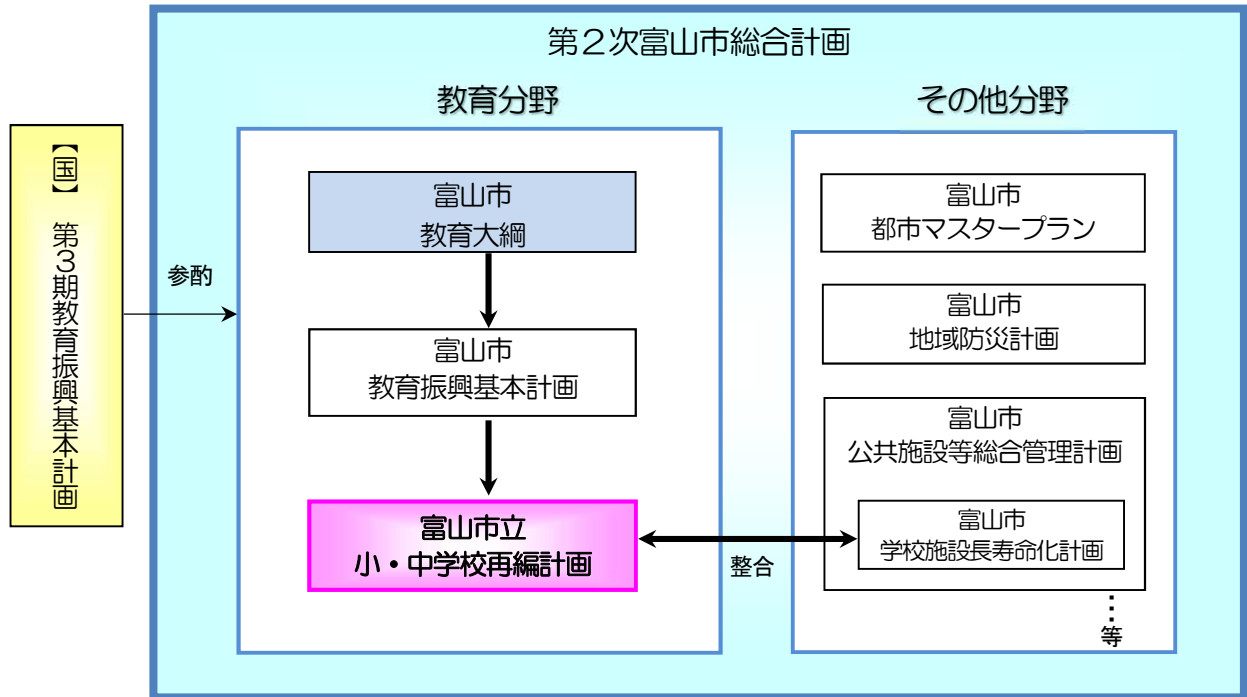 第２次富山市総合計画
教育分野
その他分野
【国】　第３期教育振興基本計画
参酌
富山市
教育大綱
富山市
教育振興基本計画
富山市立
小・中学校再編計画
整合
富山市
都市マスタープラン
富山市
地域防災計画
富山市
公共施設等総合管理計画
富山市
学校施設長寿命化計画
…
等